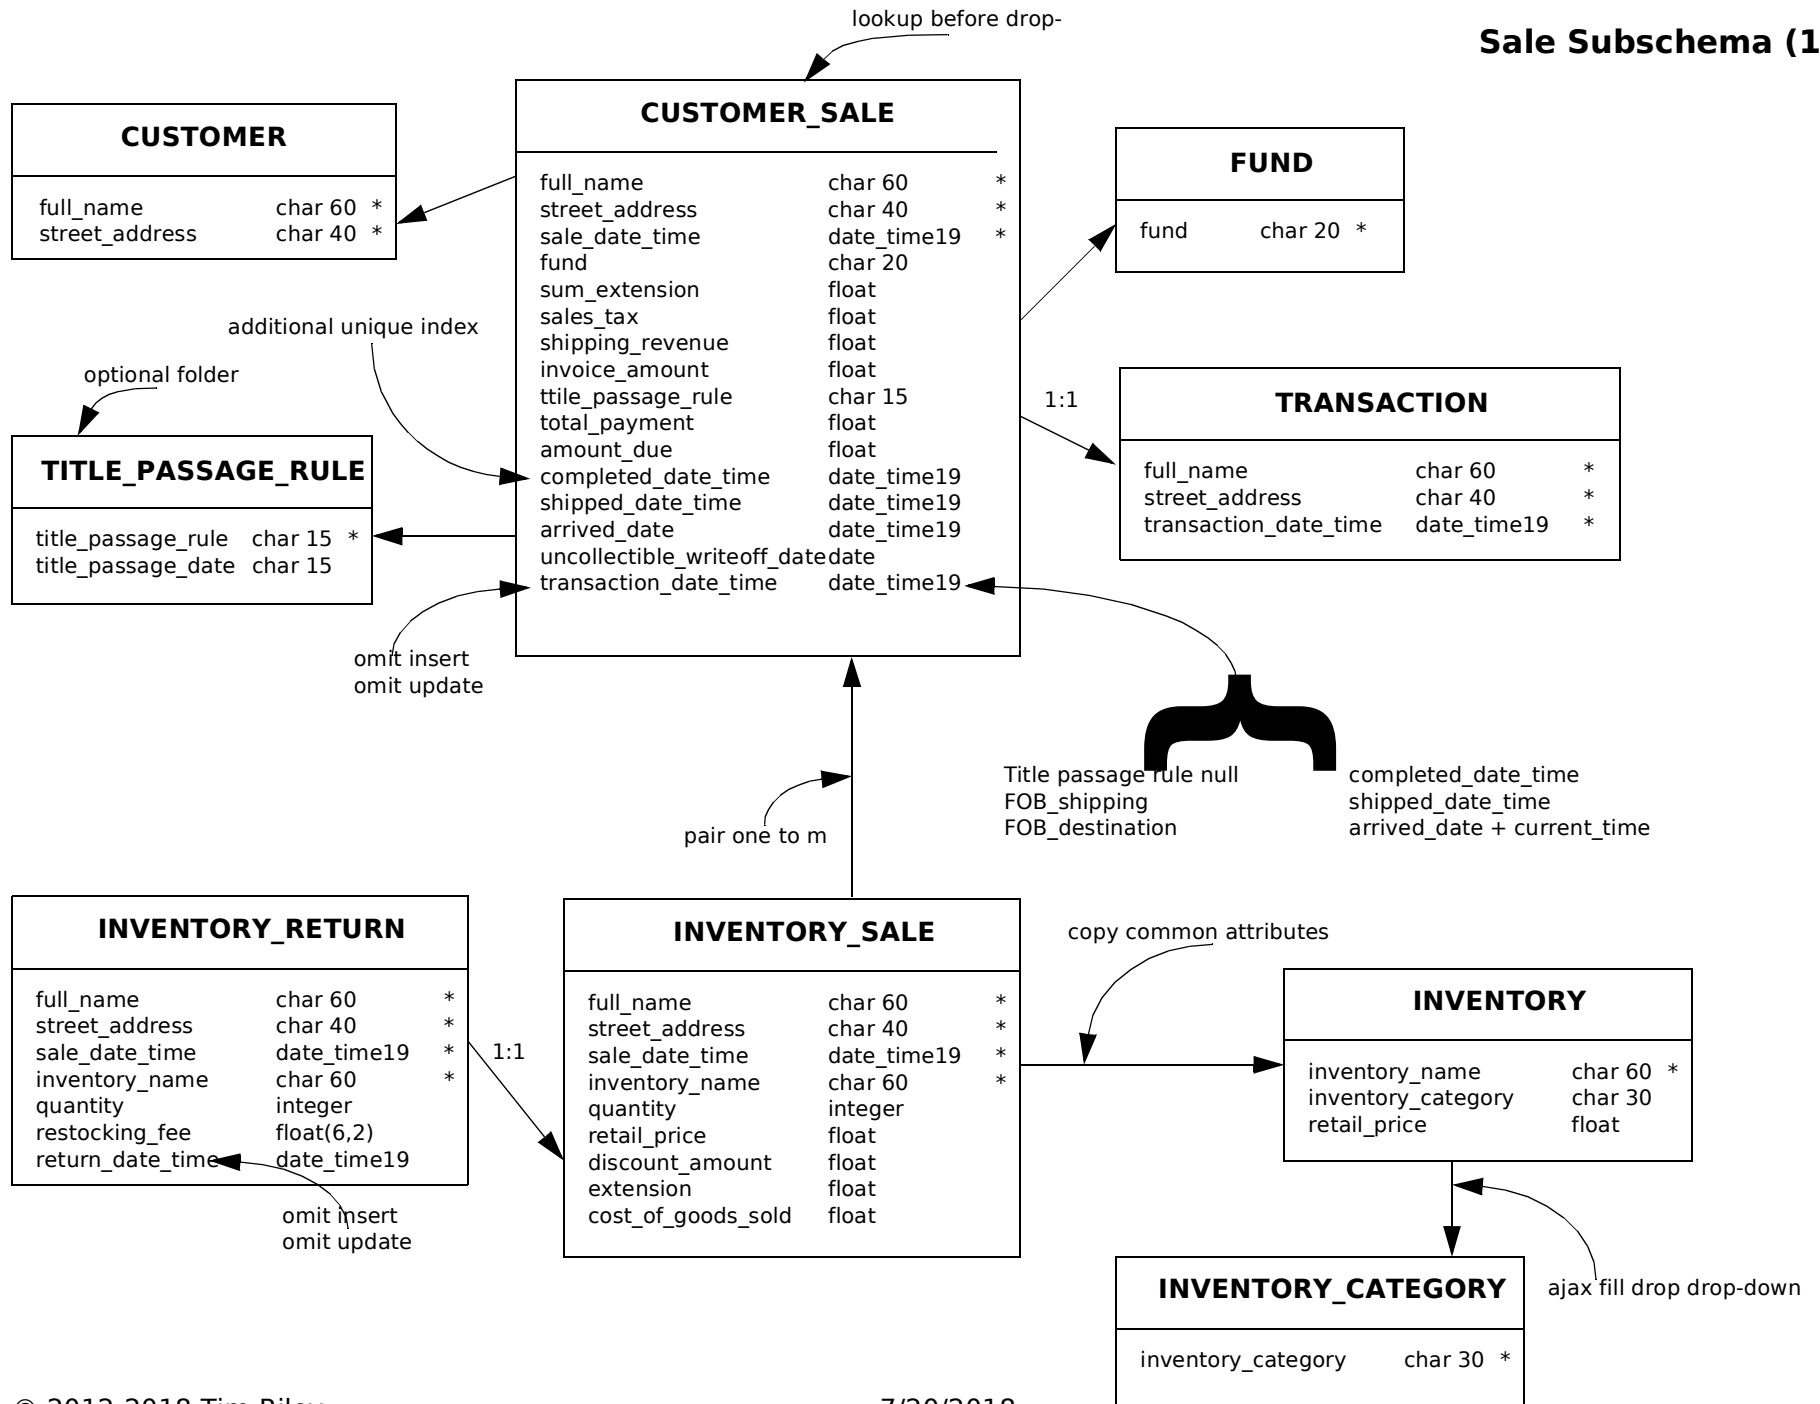 lookup before drop-
Sale Subschema (1
CUSTOMER
full_name char 60 *
street_address char 40 *
CUSTOMER_SALE
full_name char 60 *
street_address char 40 *
sale_date_time date_time19 *
fund char 20
sum_extension float
sales_tax float
shipping_revenue float
invoice_amount float
ttile_passage_rule char 15
total_payment float
amount_due float
completed_date_time date_time19
shipped_date_time date_time19
arrived_date date_time19
uncollectible_writeoff_date date
transaction_date_time date_time19
FUND
fund char 20 *
additional unique index
optional folder
1:1
TRANSACTION
full_name char 60 *
street_address char 40 *
transaction_date_time date_time19 *
TITLE_PASSAGE_RULE
title_passage_rule char 15 *
title_passage_date char 15
omit insert
omit update
Title passage rule null completed_date_time
FOB_shipping shipped_date_time
FOB_destination arrived_date + current_time
pair one to m
INVENTORY_RETURN
full_name char 60 *
street_address char 40 *
sale_date_time date_time19 *
inventory_name char 60 *
quantity integer
restocking_fee float(6,2)
return_date_time date_time19
omit insert
omit update
1:1
INVENTORY_SALE
full_name char 60 *
street_address char 40 *
sale_date_time date_time19 *
inventory_name char 60 *
quantity integer
retail_price float
discount_amount float
extension float
cost_of_goods_sold float
copy common attributes
INVENTORY
inventory_name char 60 *
inventory_category char 30
retail_price float
ajax fill drop drop-down
INVENTORY_CATEGORY
inventory_category char 30 *
© 2012-2018 Tim Riley
7/20/2018